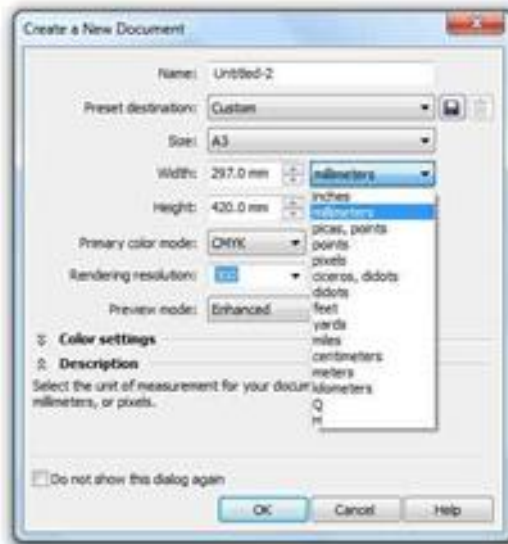 Create a New Document
Name: Untitled-2
Preset destination: Custom
Size: A3
Width: 297.0 mm millimeters
inches
millimeters
Height: 420.0 mm
picas, points
points
Primary color mode: CMYK
pixels
ciceros, didots
Rendering resolution: 300
didots
feet
Preview mode: Enhanced
yards
miles
Color settings
centimeters
Description
meters
Select the unit of measurement for your docum
kilometers
millimeters, or pixels.
Q
H
Do not show this dialog again
OK Cancel Help